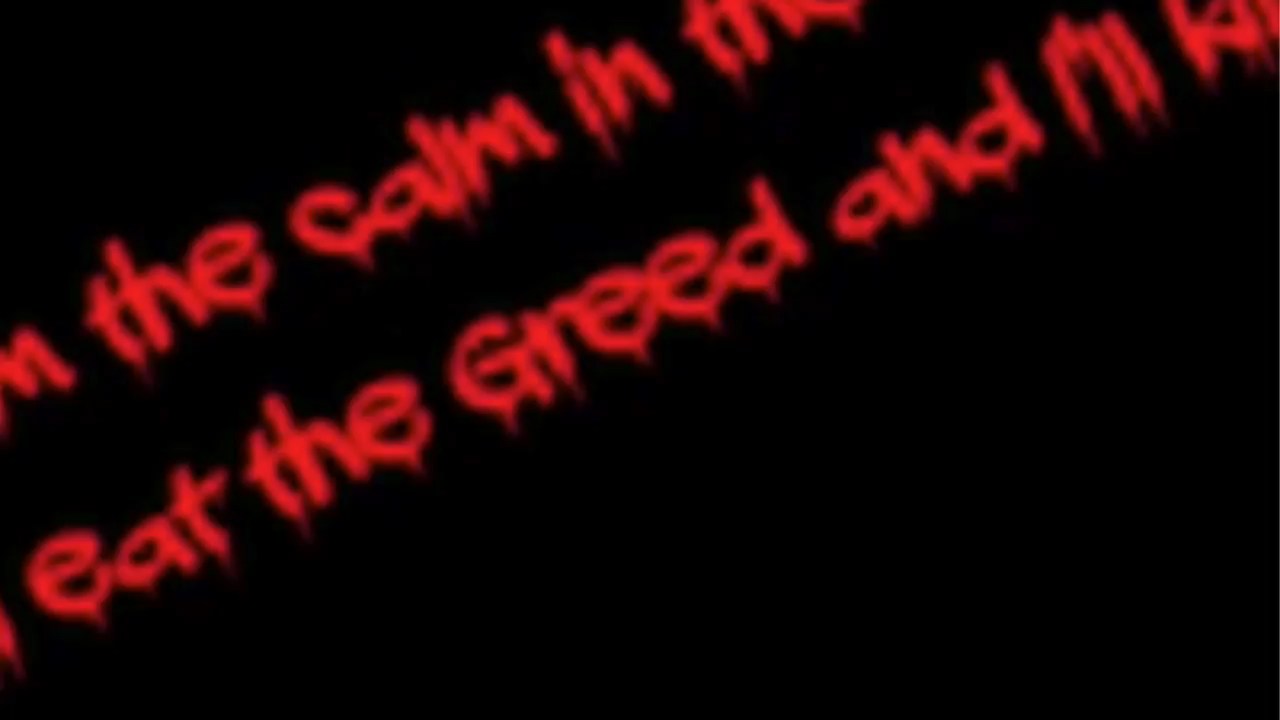 m the calm in the
eat the Greed and I'll